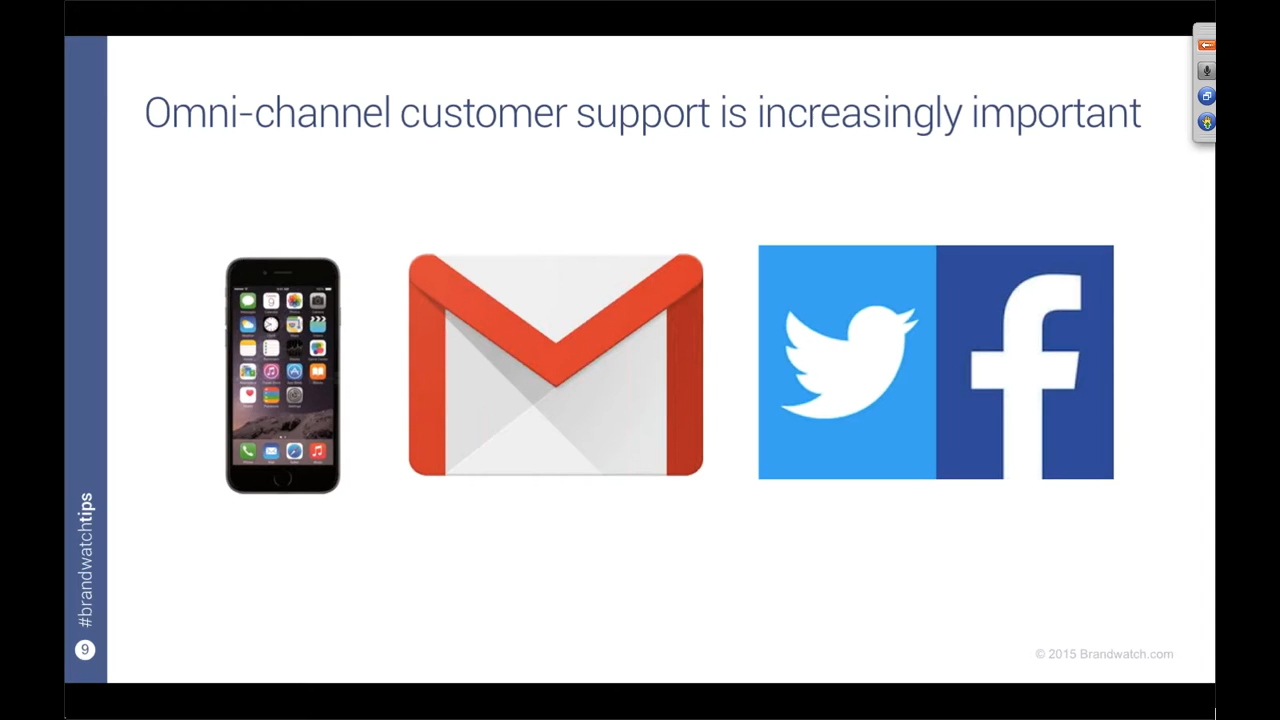 Omni-channel customer support is increasingly important
#brandwatchtips
9
© 2015 Brandwatch.com